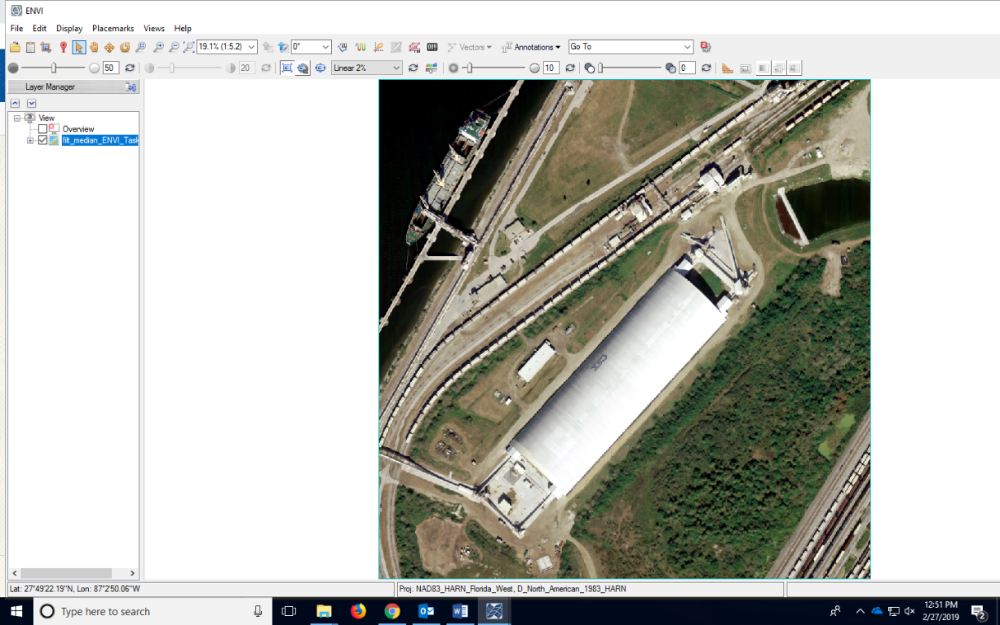 ENVI
File Edit Display Placemarks Views Help
19.1% (1:5.2) 0° Vectors Annotations Go To
50 20 Linear 2% 10 0
Layer Manager
View
Overview
filt_median_ENVI_Task
CSX
Lat: 27°49'22.19"N, Lon: 87°2'50.06"W Proj: NAD83_HARN_Florida_West, D_North_American_1983_HARN
Type here to search
12:51 PM
2/27/2019
2